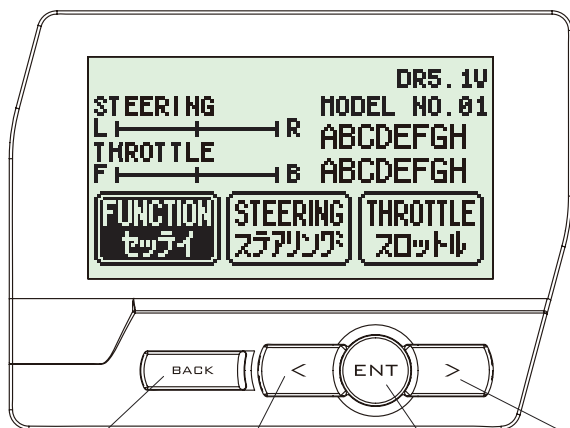 DR5.1V
STEERING
L R
THROTTLE
F B
MODEL NO.01
ABCDEFGH
ABCDEFGH
FUNCTION
セッテイ
STEERING
ステアリング
THROTTLE
スロットル
BACK
<
ENT
>